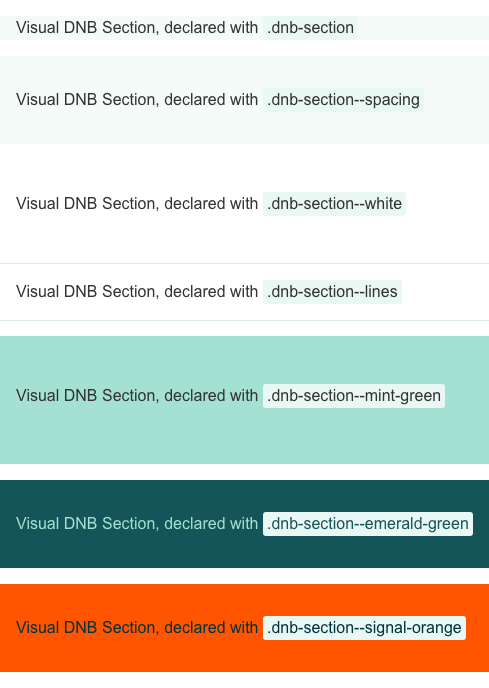 Visual DNB Section, declared with .dnb-section
Visual DNB Section, declared with .dnb-section--spacing
Visual DNB Section, declared with .dnb-section--white
Visual DNB Section, declared with .dnb-section--lines
Visual DNB Section, declared with .dnb-section--mint-green
Visual DNB Section, declared with .dnb-section--emerald-green
Visual DNB Section, declared with .dnb-section--signal-orange